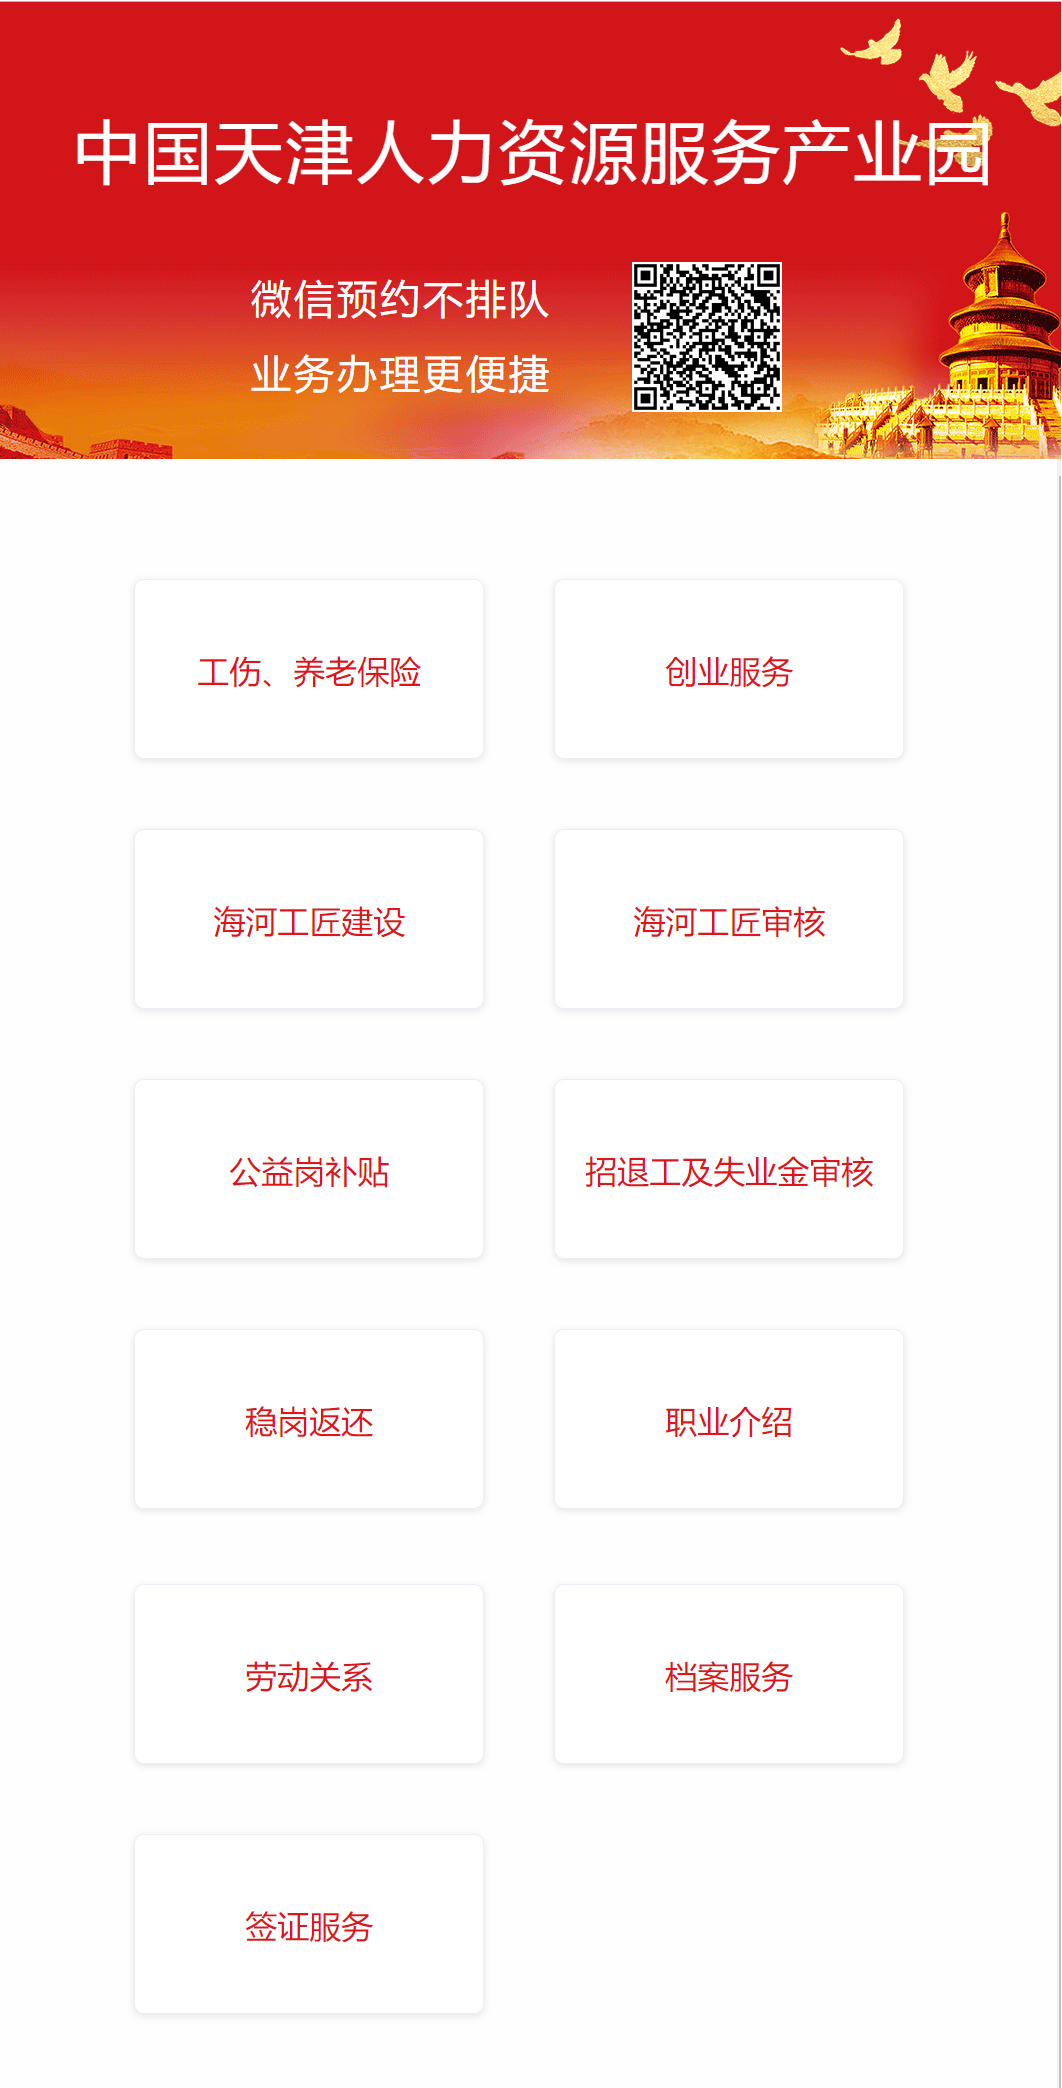 中国天津人力资源服务产业园
微信预约不排队
业务办理更便捷
工伤、养老保险
创业服务
海河工匠建设
海河工匠审核
公益岗补贴
招退工及失业金审核
稳岗返还
职业介绍
劳动关系
档案服务
签证服务